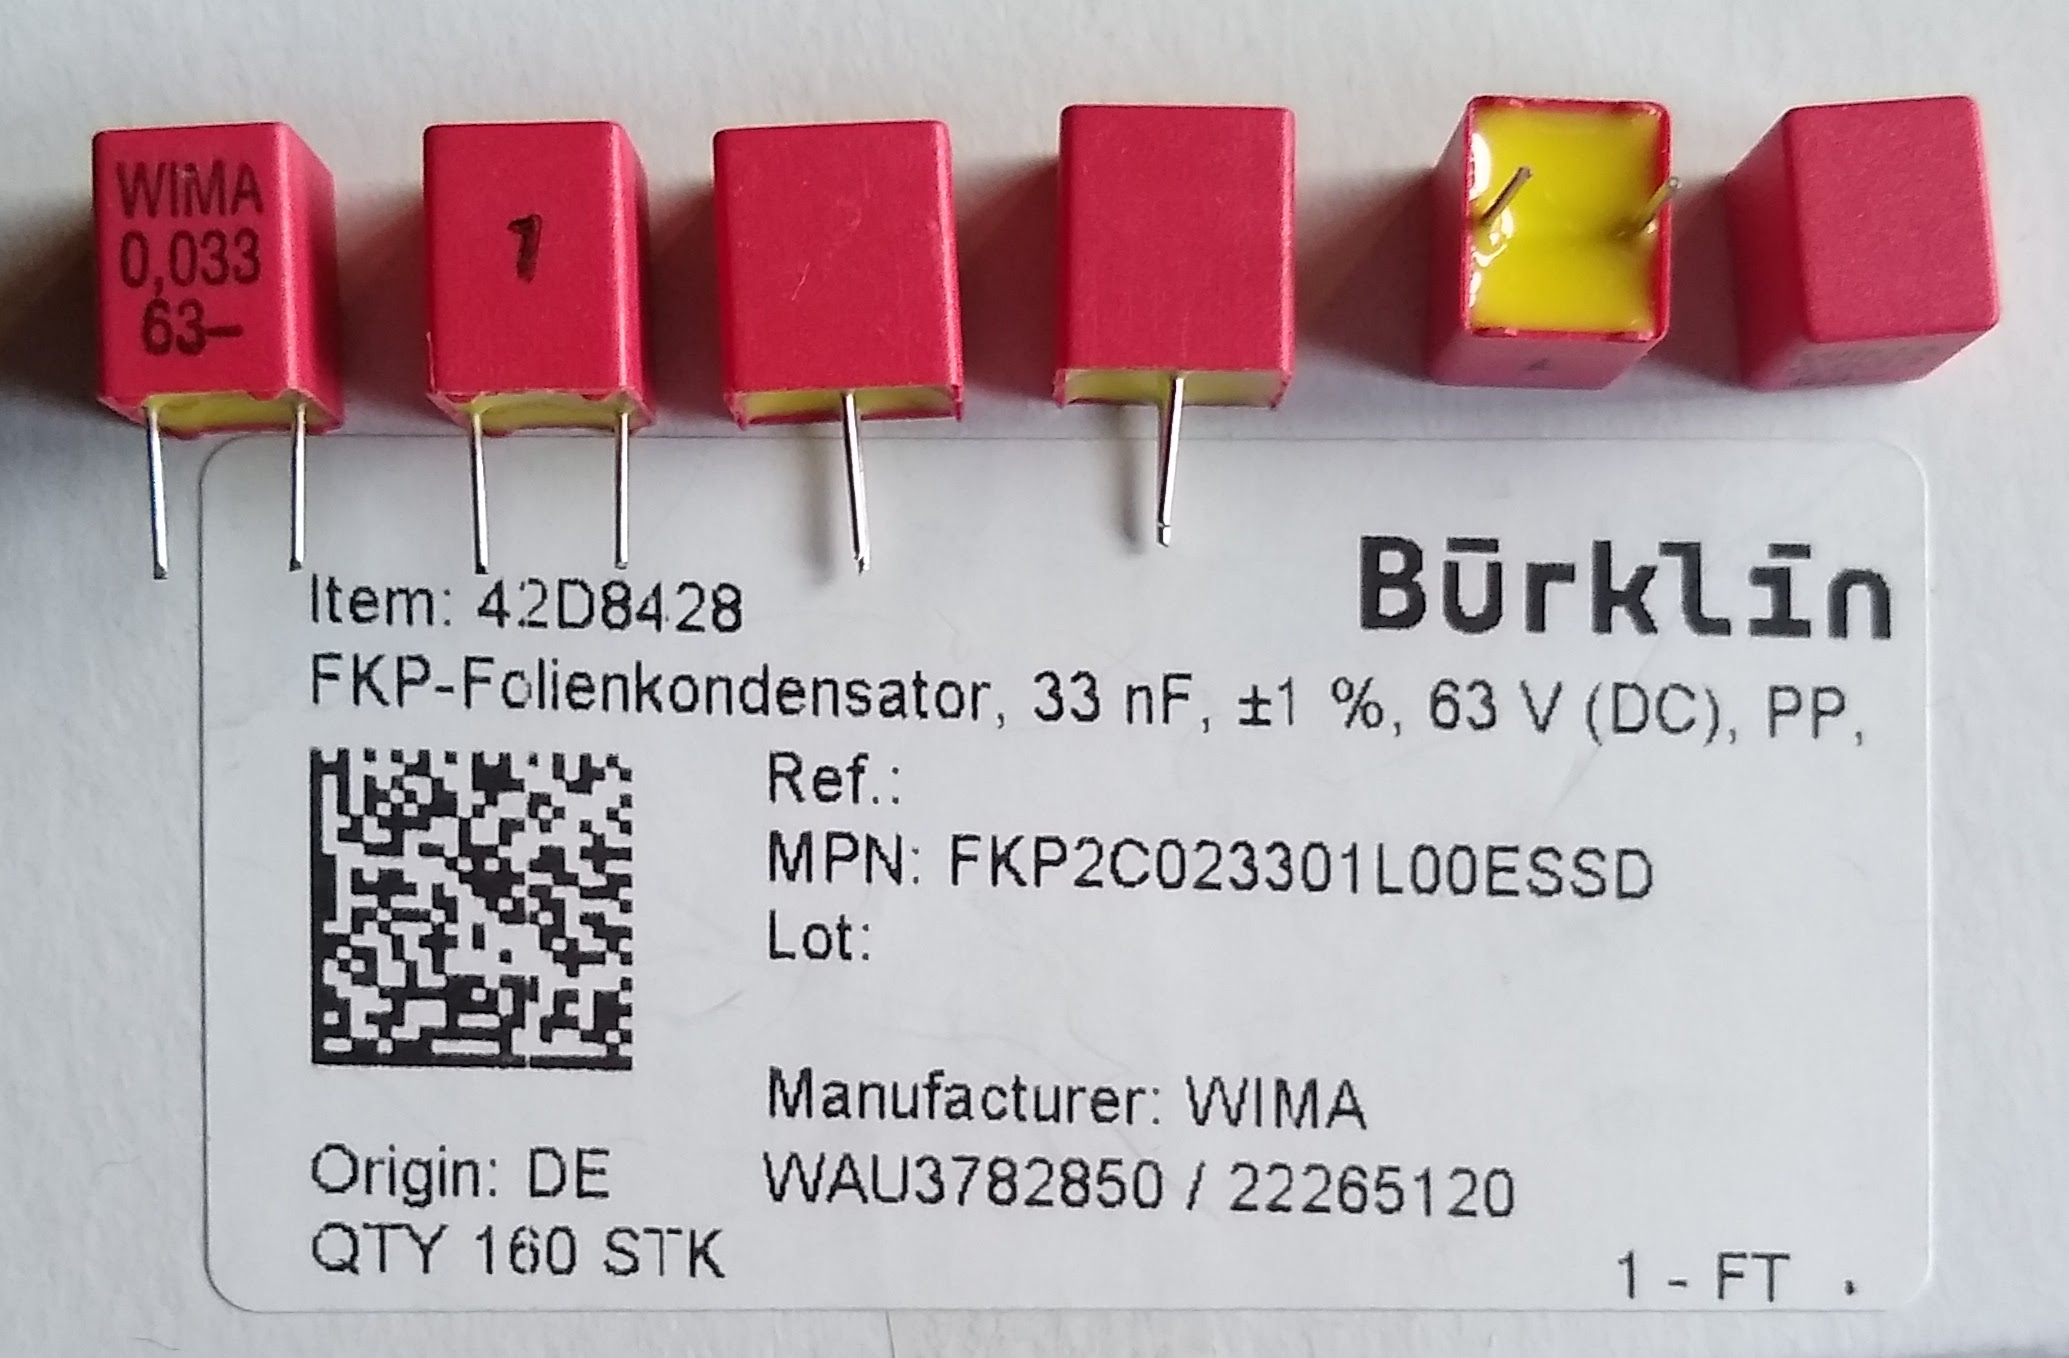 WIMA
0,033
63–
1
Bürklin
Item: 42D8428
FKP-Folienkondensator, 33 nF, ±1 %, 63 V (DC), PP,
Ref.:
MPN: FKP2C023301L00ESSD
Lot:
Manufacturer: WIMA
Origin: DE
WAU3782850 / 22265120
QTY 160 STK
1 - FT .